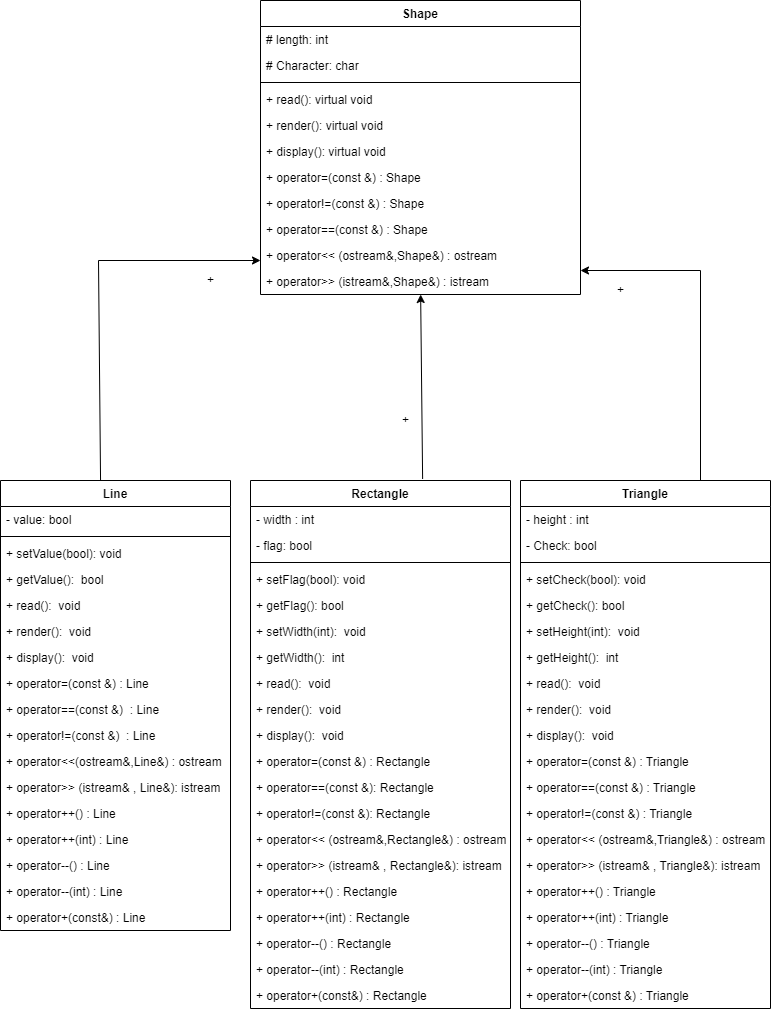 Shape
# length: int
# Character: char
+ read(): virtual void
+ render(): virtual void
+ display(): virtual void
+ operator=(const &) : Shape
+ operator!=(const &) : Shape
+ operator==(const &) : Shape
+ operator<< (ostream&,Shape&) : ostream
+ operator>> (istream&,Shape&) : istream
+
+
+
Line
- value: bool
+ setValue(bool): void
+ getValue(): bool
+ read(): void
+ render(): void
+ display(): void
+ operator=(const &) : Line
+ operator==(const &) : Line
+ operator!=(const &) : Line
+ operator<<(ostream&,Line&) : ostream
+ operator>> (istream& , Line&): istream
+ operator++() : Line
+ operator++(int) : Line
+ operator--() : Line
+ operator--(int) : Line
+ operator+(const&) : Line
Rectangle
- width : int
- flag: bool
+ setFlag(bool): void
+ getFlag(): bool
+ setWidth(int): void
+ getWidth(): int
+ read(): void
+ render(): void
+ display(): void
+ operator=(const &) : Rectangle
+ operator==(const &): Rectangle
+ operator!=(const &): Rectangle
+ operator<< (ostream&,Rectangle&) : ostream
+ operator>> (istream& , Rectangle&): istream
+ operator++() : Rectangle
+ operator++(int) : Rectangle
+ operator--() : Rectangle
+ operator--(int) : Rectangle
+ operator+(const&) : Rectangle
Triangle
- height : int
- Check: bool
+ setCheck(bool): void
+ getCheck(): bool
+ setHeight(int): void
+ getHeight(): int
+ read(): void
+ render(): void
+ display(): void
+ operator=(const &) : Triangle
+ operator==(const &) : Triangle
+ operator!=(const &) : Triangle
+ operator<< (ostream&,Triangle&) : ostream
+ operator>> (istream& , Triangle&): istream
+ operator++() : Triangle
+ operator++(int) : Triangle
+ operator--() : Triangle
+ operator--(int) : Triangle
+ operator+(const &) : Triangle